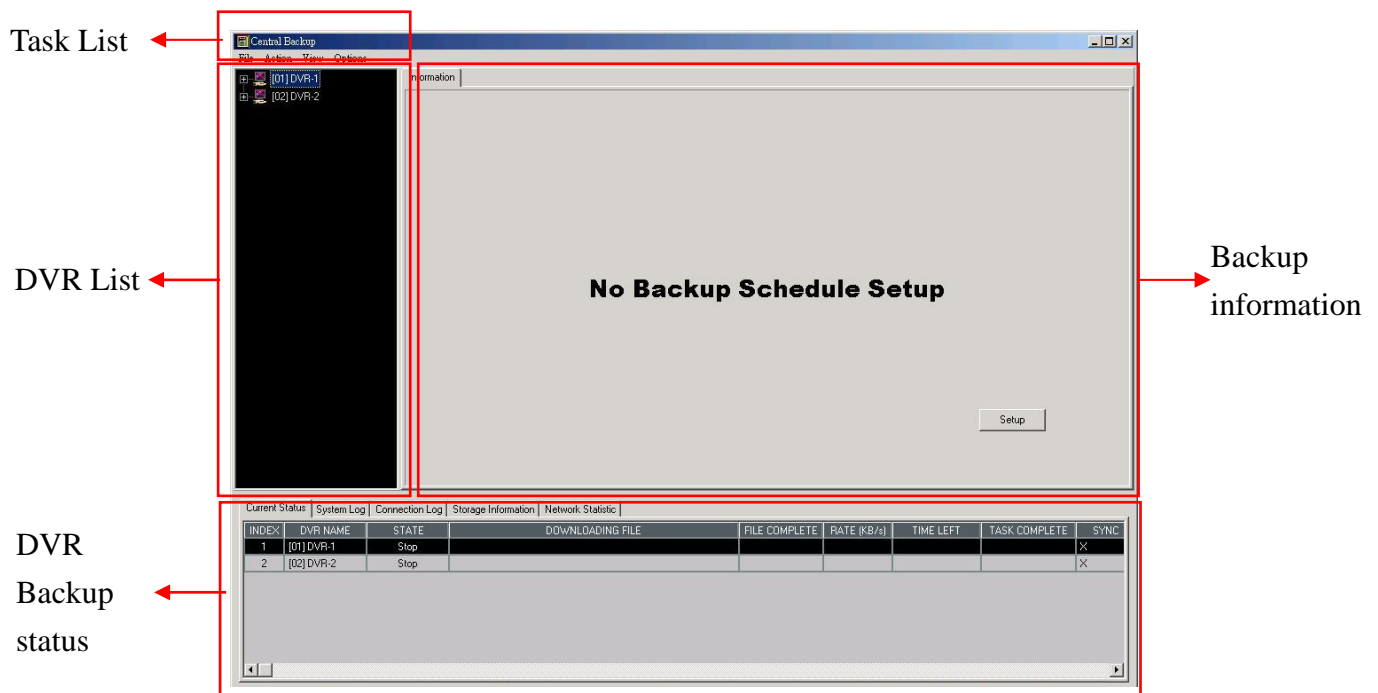 Task List
Central Backup
File Action View Options
[01] DVR-1
[02] DVR-2
Information
No Backup Schedule Setup
Setup
DVR List
Backup
information
Current Status System Log Connection Log Storage Information Network Statistic
INDEX DVR NAME STATE DOWNLOADING FILE FILE COMPLETE RATE (KB/s) TIME LEFT TASK COMPLETE SYNC
1 [01] DVR-1 Stop X
2 [02] DVR-2 Stop X
DVR
Backup
status